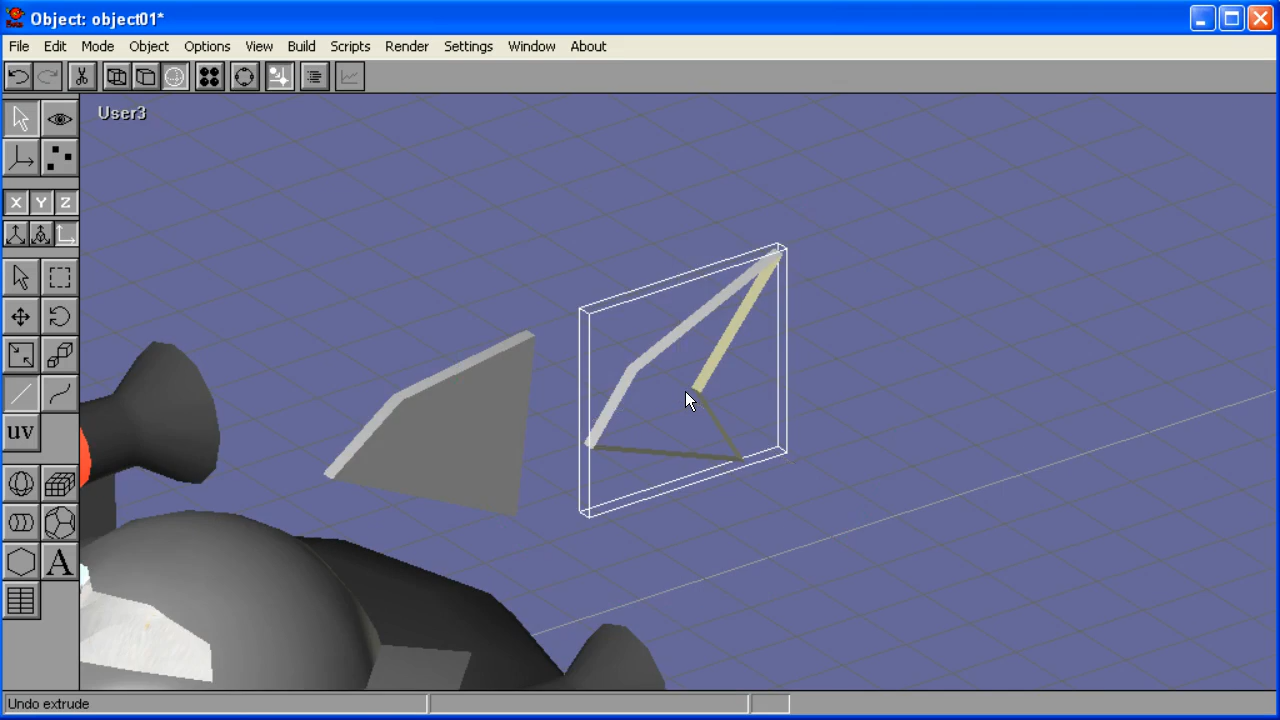 Object: object01*
File Edit Mode Object Options View Build Scripts Render Settings Window About
User3
X Y Z
uv
A
Undo extrude